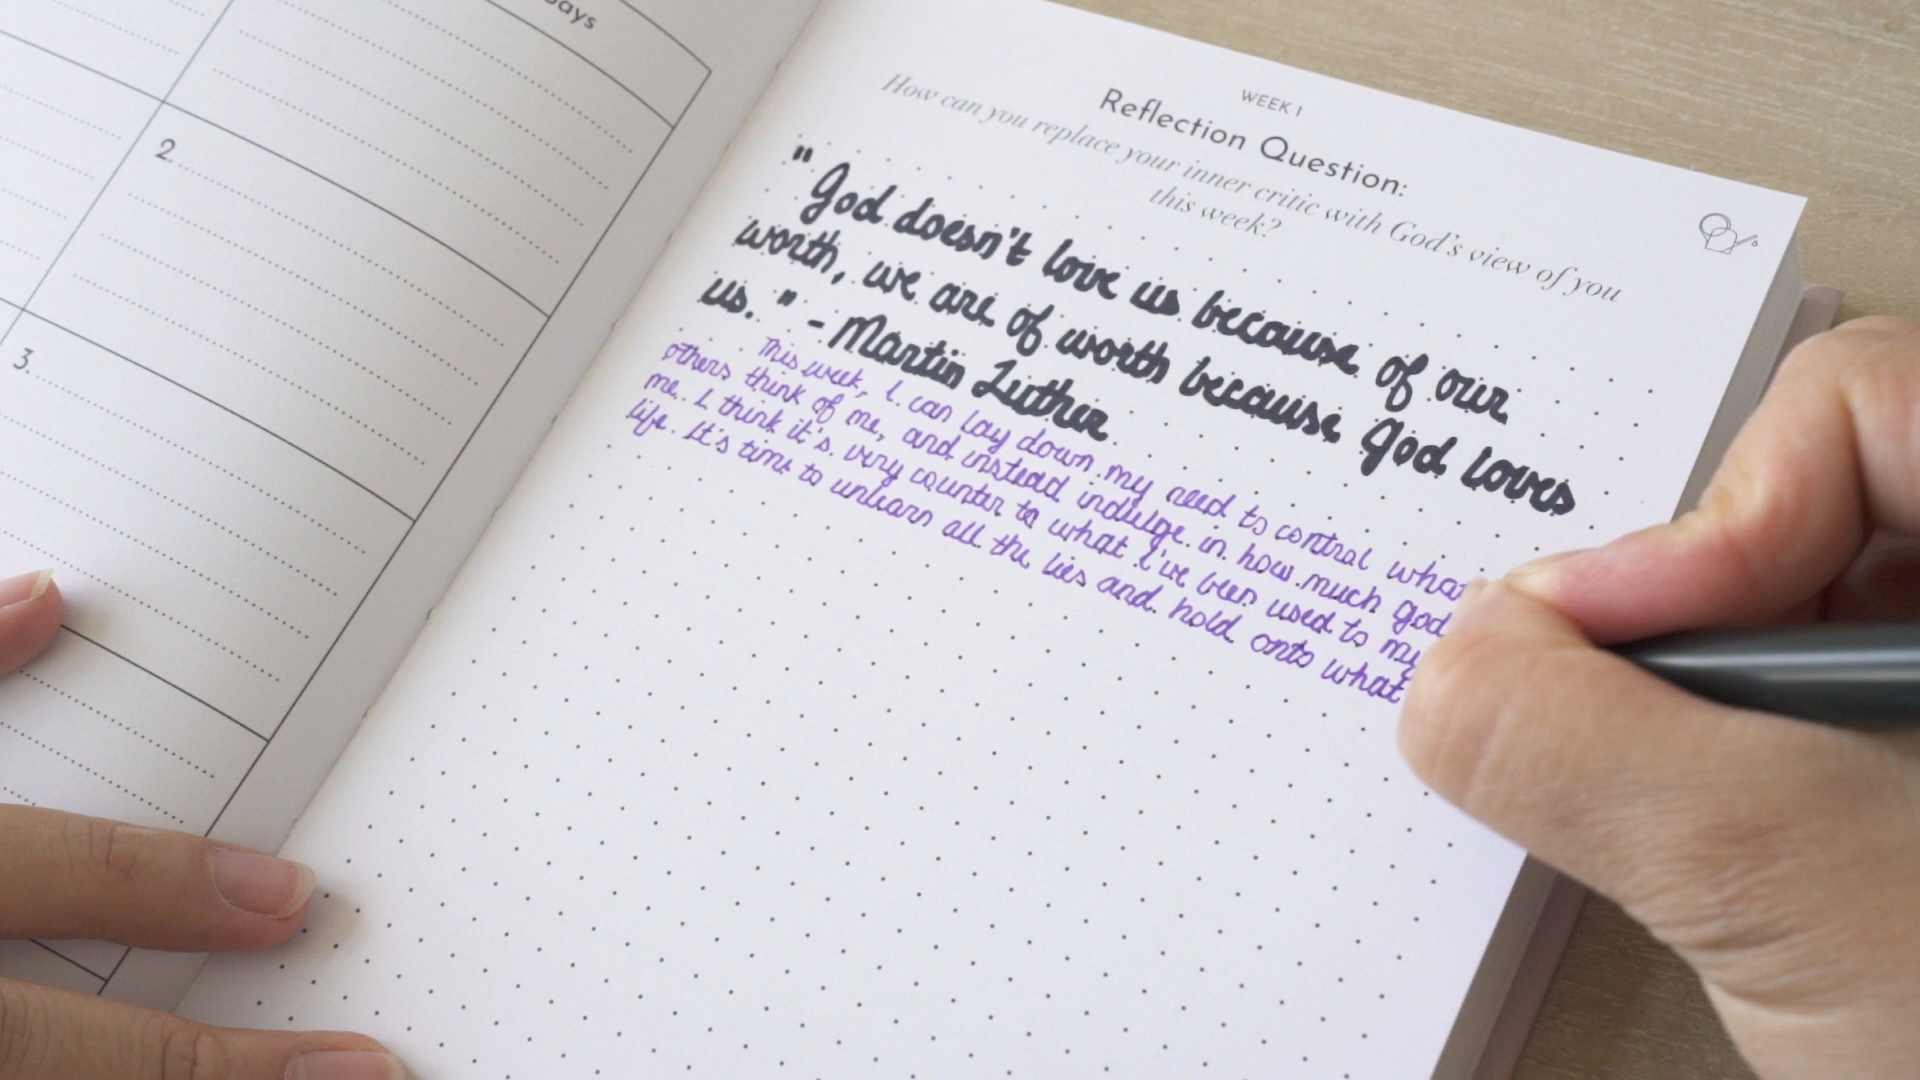 ays
2.
3.
WEEK 1
Reflection Question:
How can you replace your inner critic with God's view of you
this week?
"God doesn't love us because of our
worth, we are of worth because God loves
us." - Martin Luther
This week, I can lay down my need to control what
others think of me, and instead indulge in how much God
me. I think it's very counter to what I've been used to my
life. It's time to unlearn all the lies and hold onto what